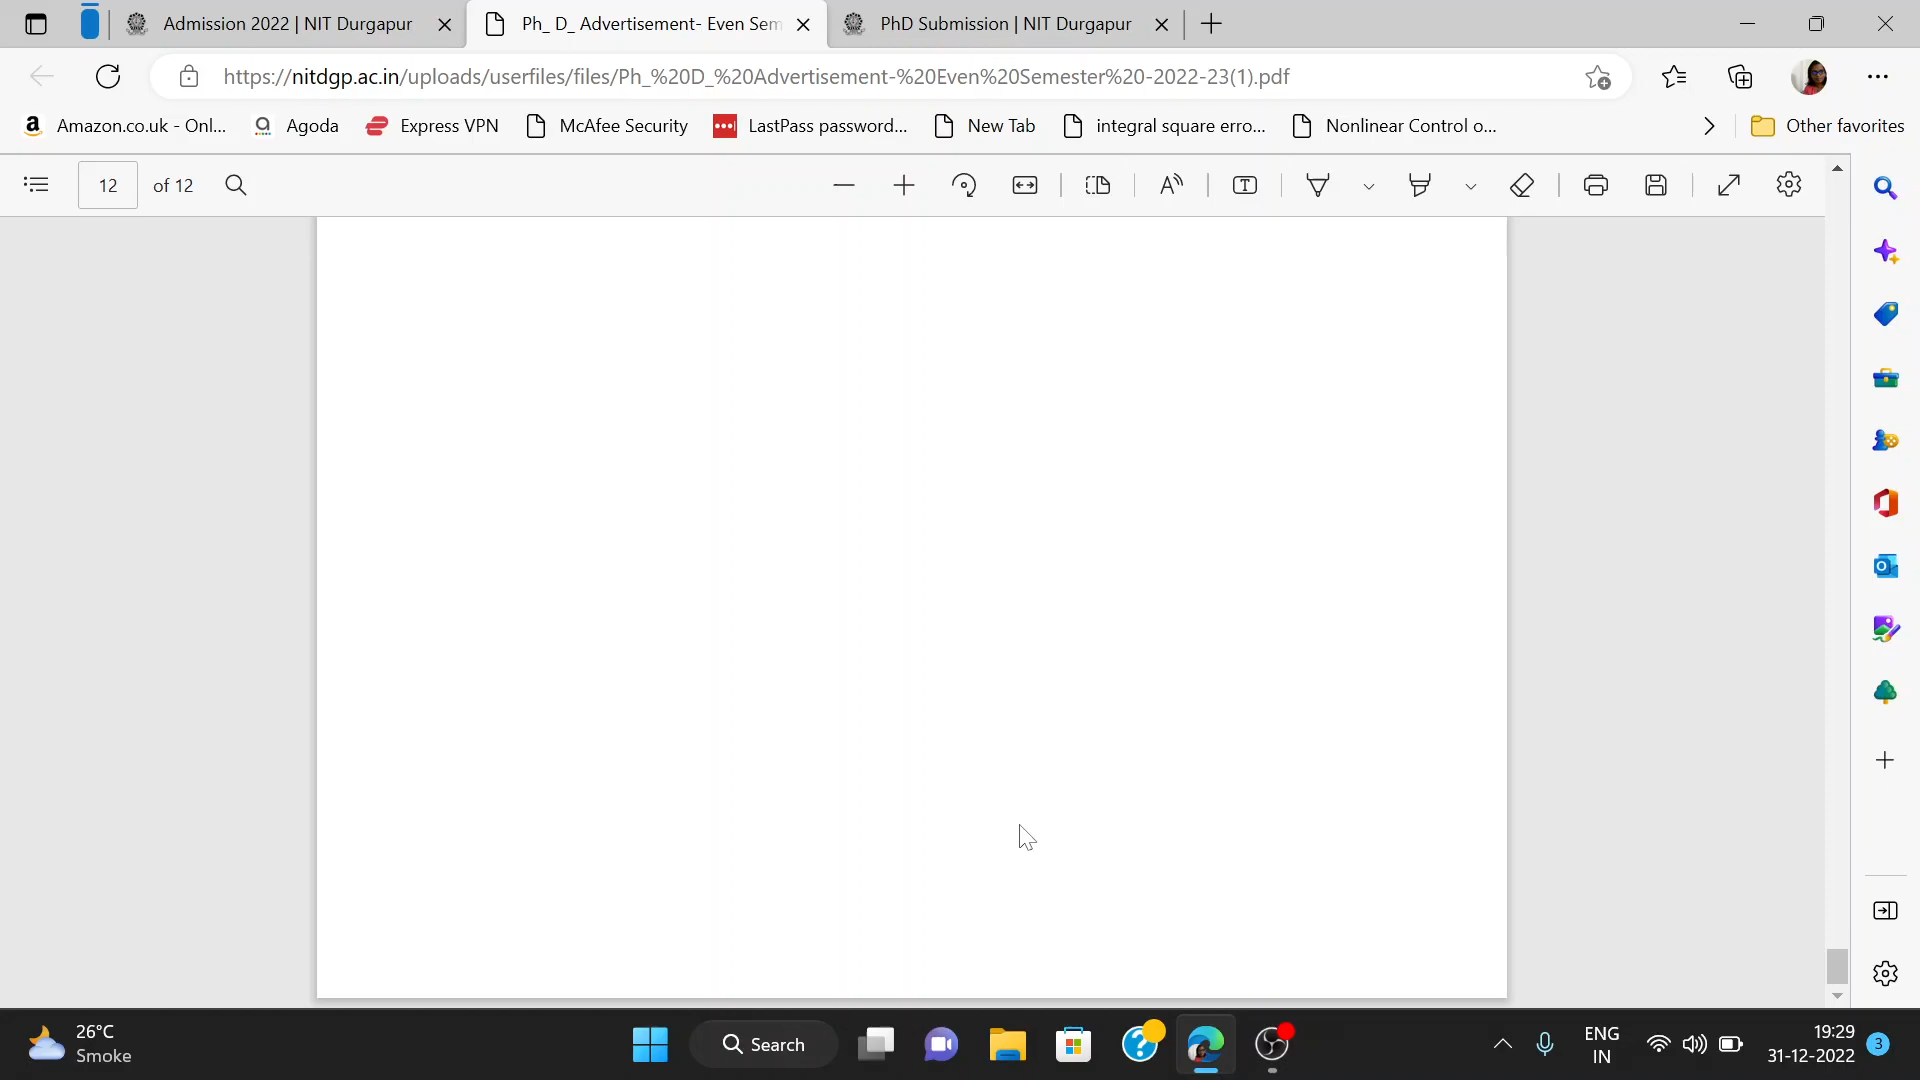 Admission 2022 | NIT Durgapur
Ph_ D_ Advertisement- Even Sem
PhD Submission | NIT Durgapur
https://nitdgp.ac.in/uploads/userfiles/files/Ph_%20D_%20Advertisement-%20Even%20Semester%20-2022-23(1).pdf
Amazon.co.uk - Onl...
Agoda
Express VPN
McAfee Security
LastPass password...
New Tab
integral square erro...
Nonlinear Control o...
Other favorites
12 of 12
26°C
Smoke
Search
ENG
IN
19:29
31-12-2022
3